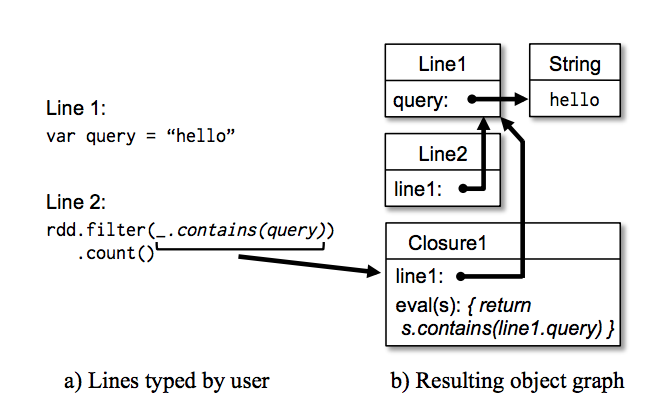 Line 1:
var query = “hello”
Line 2:
rdd.filter(_.contains(query))
.count()
a) Lines typed by user
Line1
query:
String
hello
Line2
line1:
Closure1
line1:
eval(s): { return
s.contains(line1.query) }
b) Resulting object graph